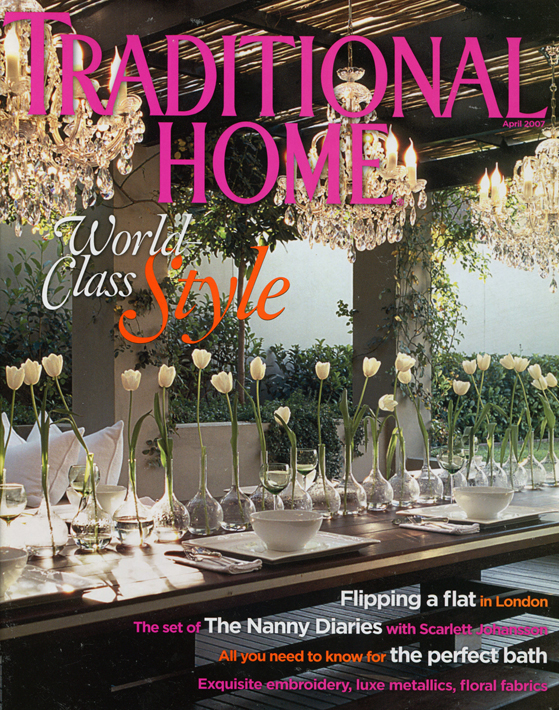 TRADITIONAL
HOME
April 2007
World-
Class Style
Flipping a flat in London
The set of The Nanny Diaries with Scarlett Johansson
All you need to know for the perfect bath
Exquisite embroidery, luxe metallics, floral fabrics